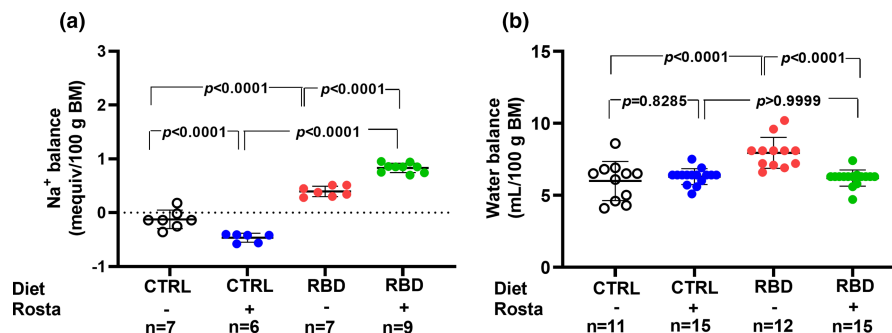 (a)
Na⁺ balance
(mequiv/100 g BM)
3
2
1
0
-1
p<0.0001 p<0.0001
p<0.0001 p<0.0001
Diet CTRL CTRL RBD RBD
Rosta - + - +
n=7 n=6 n=7 n=9
(b)
Water balance
(mL/100 g BM)
15
10
5
0
p<0.0001 p<0.0001
p=0.8285 p>0.9999
Diet CTRL CTRL RBD RBD
Rosta - + - +
n=11 n=15 n=12 n=15